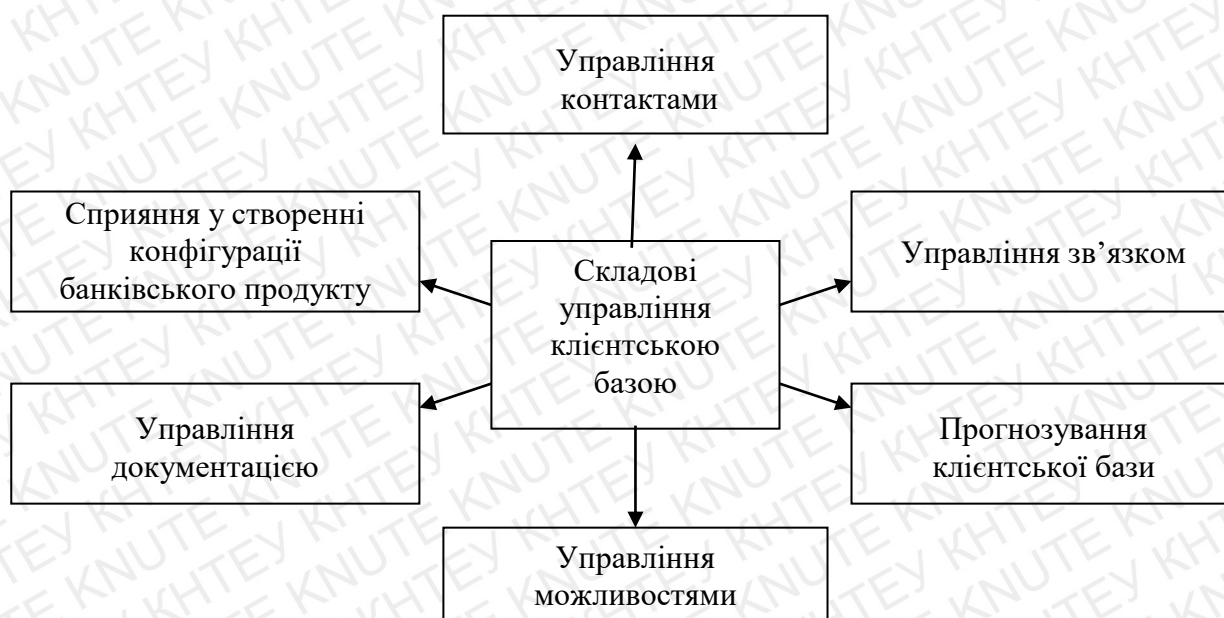 Управління
контактами
Сприяння у створенні
конфігурації
банківського продукту
Складові
управління
клієнтською
базою
Управління зв’язком
Управління
документацією
Прогнозування
клієнтської бази
Управління
можливостями